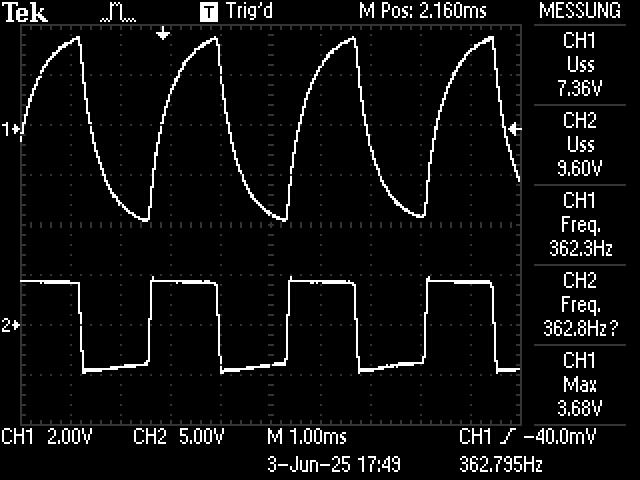 Tek T Trig'd M Pos: 2.160ms MESSUNG
CH1
Uss
7.36V
CH2
Uss
9.60V
CH1
Freq.
362.3Hz
CH2
Freq.
362.8Hz?
CH1
Max
3.68V
1
2
CH1 2.00V CH2 5.00V M 1.00ms CH1 -40.0mV
3-Jun-25 17:49 362.795Hz